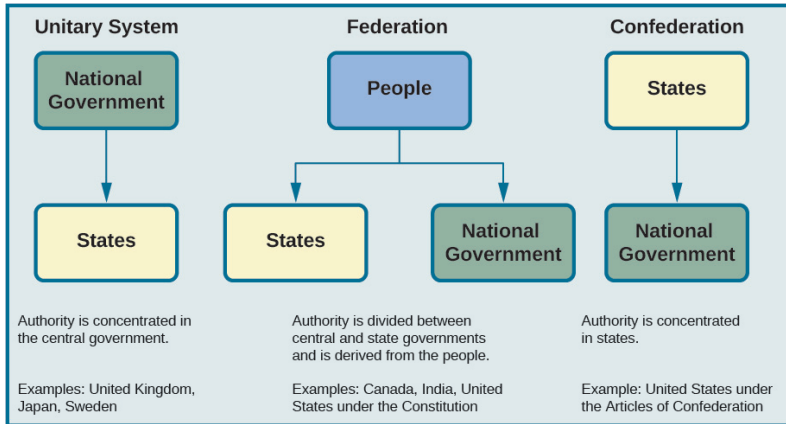 Unitary System
National
Government
States
Authority is concentrated in
the central government.
Examples: United Kingdom,
Japan, Sweden
Federation
People
States
National
Government
Authority is divided between
central and state governments
and is derived from the people.
Examples: Canada, India, United
States under the Constitution
Confederation
States
National
Government
Authority is concentrated
in states.
Example: United States under
the Articles of Confederation